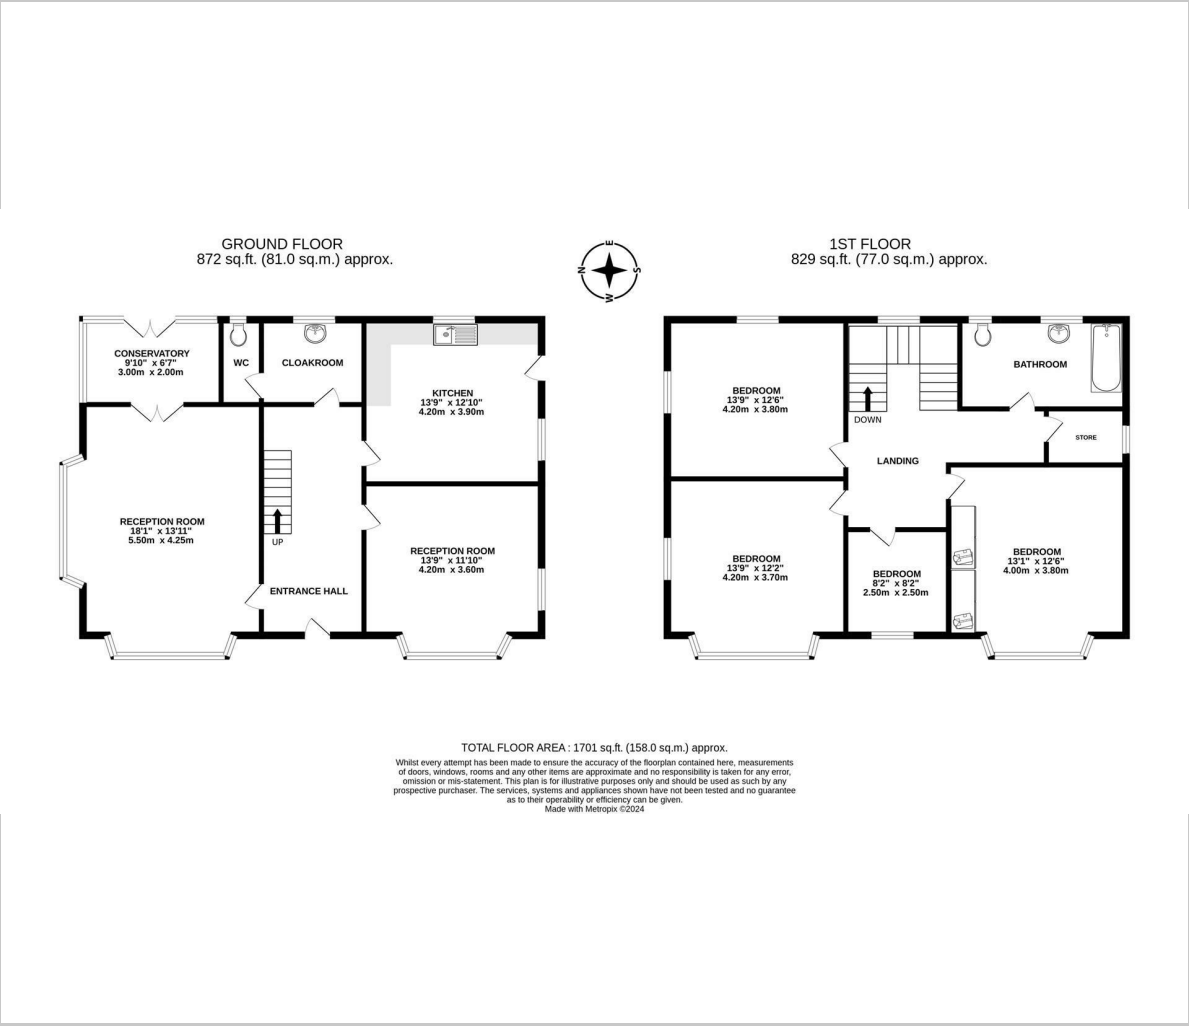 GROUND FLOOR
872 sq.ft. (81.0 sq.m.) approx.
1ST FLOOR
829 sq.ft. (77.0 sq.m.) approx.
E
N
S
W
CONSERVATORY
9'10" x 6'7"
3.00m x 2.00m
WC
CLOAKROOM
KITCHEN
13'9" x 12'10"
4.20m x 3.90m
RECEPTION ROOM
18'1" x 13'11"
5.50m x 4.25m
UP
RECEPTION ROOM
13'9" x 11'10"
4.20m x 3.60m
ENTRANCE HALL
BEDROOM
13'9" x 12'6"
4.20m x 3.80m
DOWN
BATHROOM
STORE
LANDING
BEDROOM
13'9" x 12'2"
4.20m x 3.70m
BEDROOM
8'2" x 8'2"
2.50m x 2.50m
BEDROOM
13'1" x 12'6"
4.00m x 3.80m
TOTAL FLOOR AREA : 1701 sq.ft. (158.0 sq.m.) approx.
Whilst every attempt has been made to ensure the accuracy of the floorplan contained here, measurements
of doors, windows, rooms and any other items are approximate and no responsibility is taken for any error,
omission or mis-statement. This plan is for illustrative purposes only and should be used as such by any
prospective purchaser. The services, systems and appliances shown have not been tested and no guarantee
as to their operability or efficiency can be given.
Made with Metropix ©2024